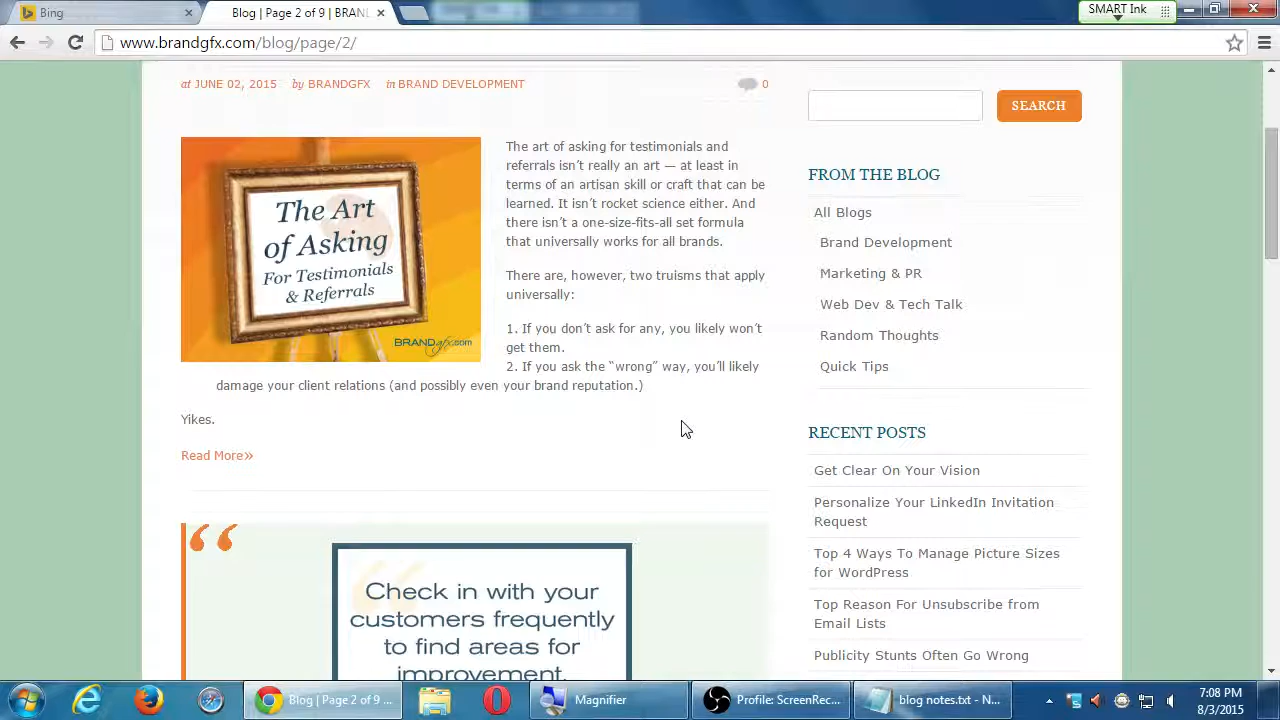 Bing
Blog | Page 2 of 9 | BRANL
SMART Ink
www.brandgfx.com/blog/page/2/
at JUNE 02, 2015 by BRANDGFX in BRAND DEVELOPMENT
0
The Art
of Asking
For Testimonials
& Referrals
BRANDgfx.com
The art of asking for testimonials and
referrals isn’t really an art — at least in
terms of an artisan skill or craft that can be
learned. It isn’t rocket science either. And
there isn’t a one-size-fits-all set formula
that universally works for all brands.
There are, however, two truisms that apply
universally:
1. If you don’t ask for any, you likely won’t
get them.
2. If you ask the “wrong” way, you’ll likely
damage your client relations (and possibly even your brand reputation.)
Yikes.
Read More»
Check in with your
customers frequently
to find areas for
improvement.
SEARCH
FROM THE BLOG
All Blogs
Brand Development
Marketing & PR
Web Dev & Tech Talk
Random Thoughts
Quick Tips
RECENT POSTS
Get Clear On Your Vision
Personalize Your LinkedIn Invitation
Request
Top 4 Ways To Manage Picture Sizes
for WordPress
Top Reason For Unsubscribe from
Email Lists
Publicity Stunts Often Go Wrong
Blog | Page 2 of 9 ...
Magnifier
Profile: ScreenRec...
blog notes.txt - N...
7:08 PM
8/3/2015